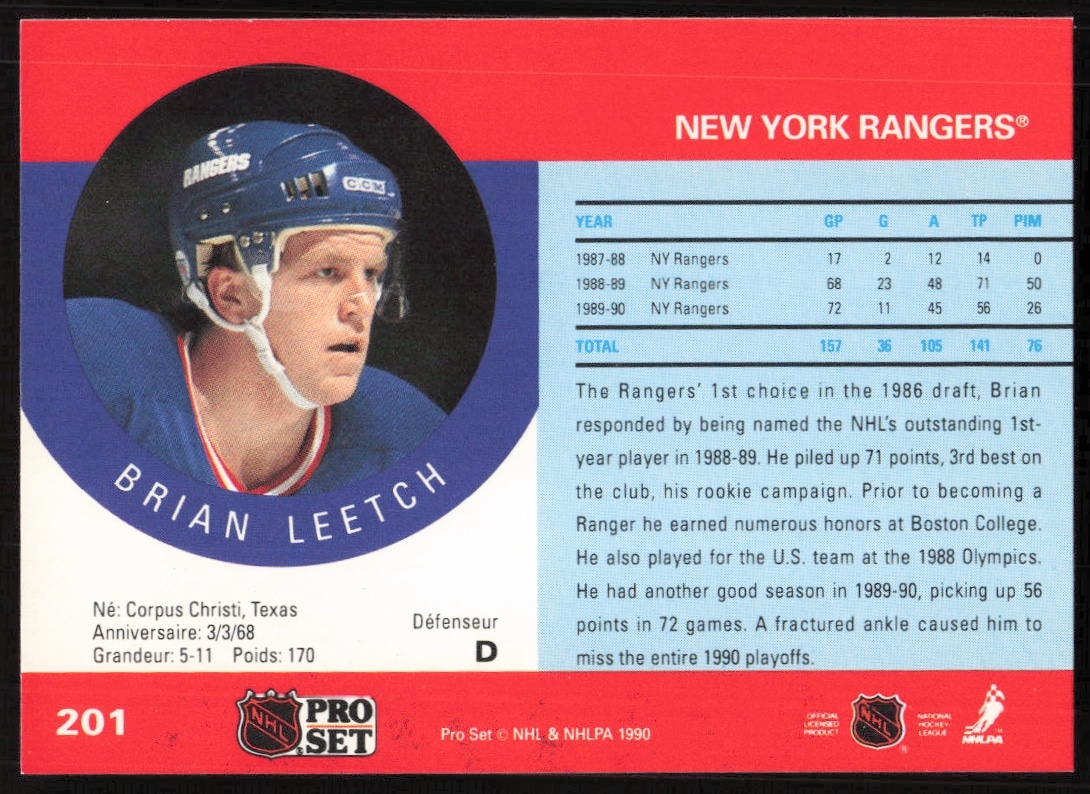 NEW YORK RANGERS®
RANGERS
CCM
BRIAN LEETCH
YEAR GP G A TP PIM
1987-88 NY Rangers 17 2 12 14 0
1988-89 NY Rangers 68 23 48 71 50
1989-90 NY Rangers 72 11 45 56 26
TOTAL 157 36 105 141 76
The Rangers' 1st choice in the 1986 draft, Brian
responded by being named the NHL's outstanding 1st-
year player in 1988-89. He piled up 71 points, 3rd best on
the club, his rookie campaign. Prior to becoming a
Ranger he earned numerous honors at Boston College.
He also played for the U.S. team at the 1988 Olympics.
He had another good season in 1989-90, picking up 56
points in 72 games. A fractured ankle caused him to
miss the entire 1990 playoffs.
Né: Corpus Christi, Texas
Anniversaire: 3/3/68
Grandeur: 5-11 Poids: 170
Défenseur
D
201
NHL
®
PRO
SET
Pro Set © NHL & NHLPA 1990
OFFICIAL
LICENSED
PRODUCT
NHL
®
NATIONAL
HOCKEY
LEAGUE
NHLPA